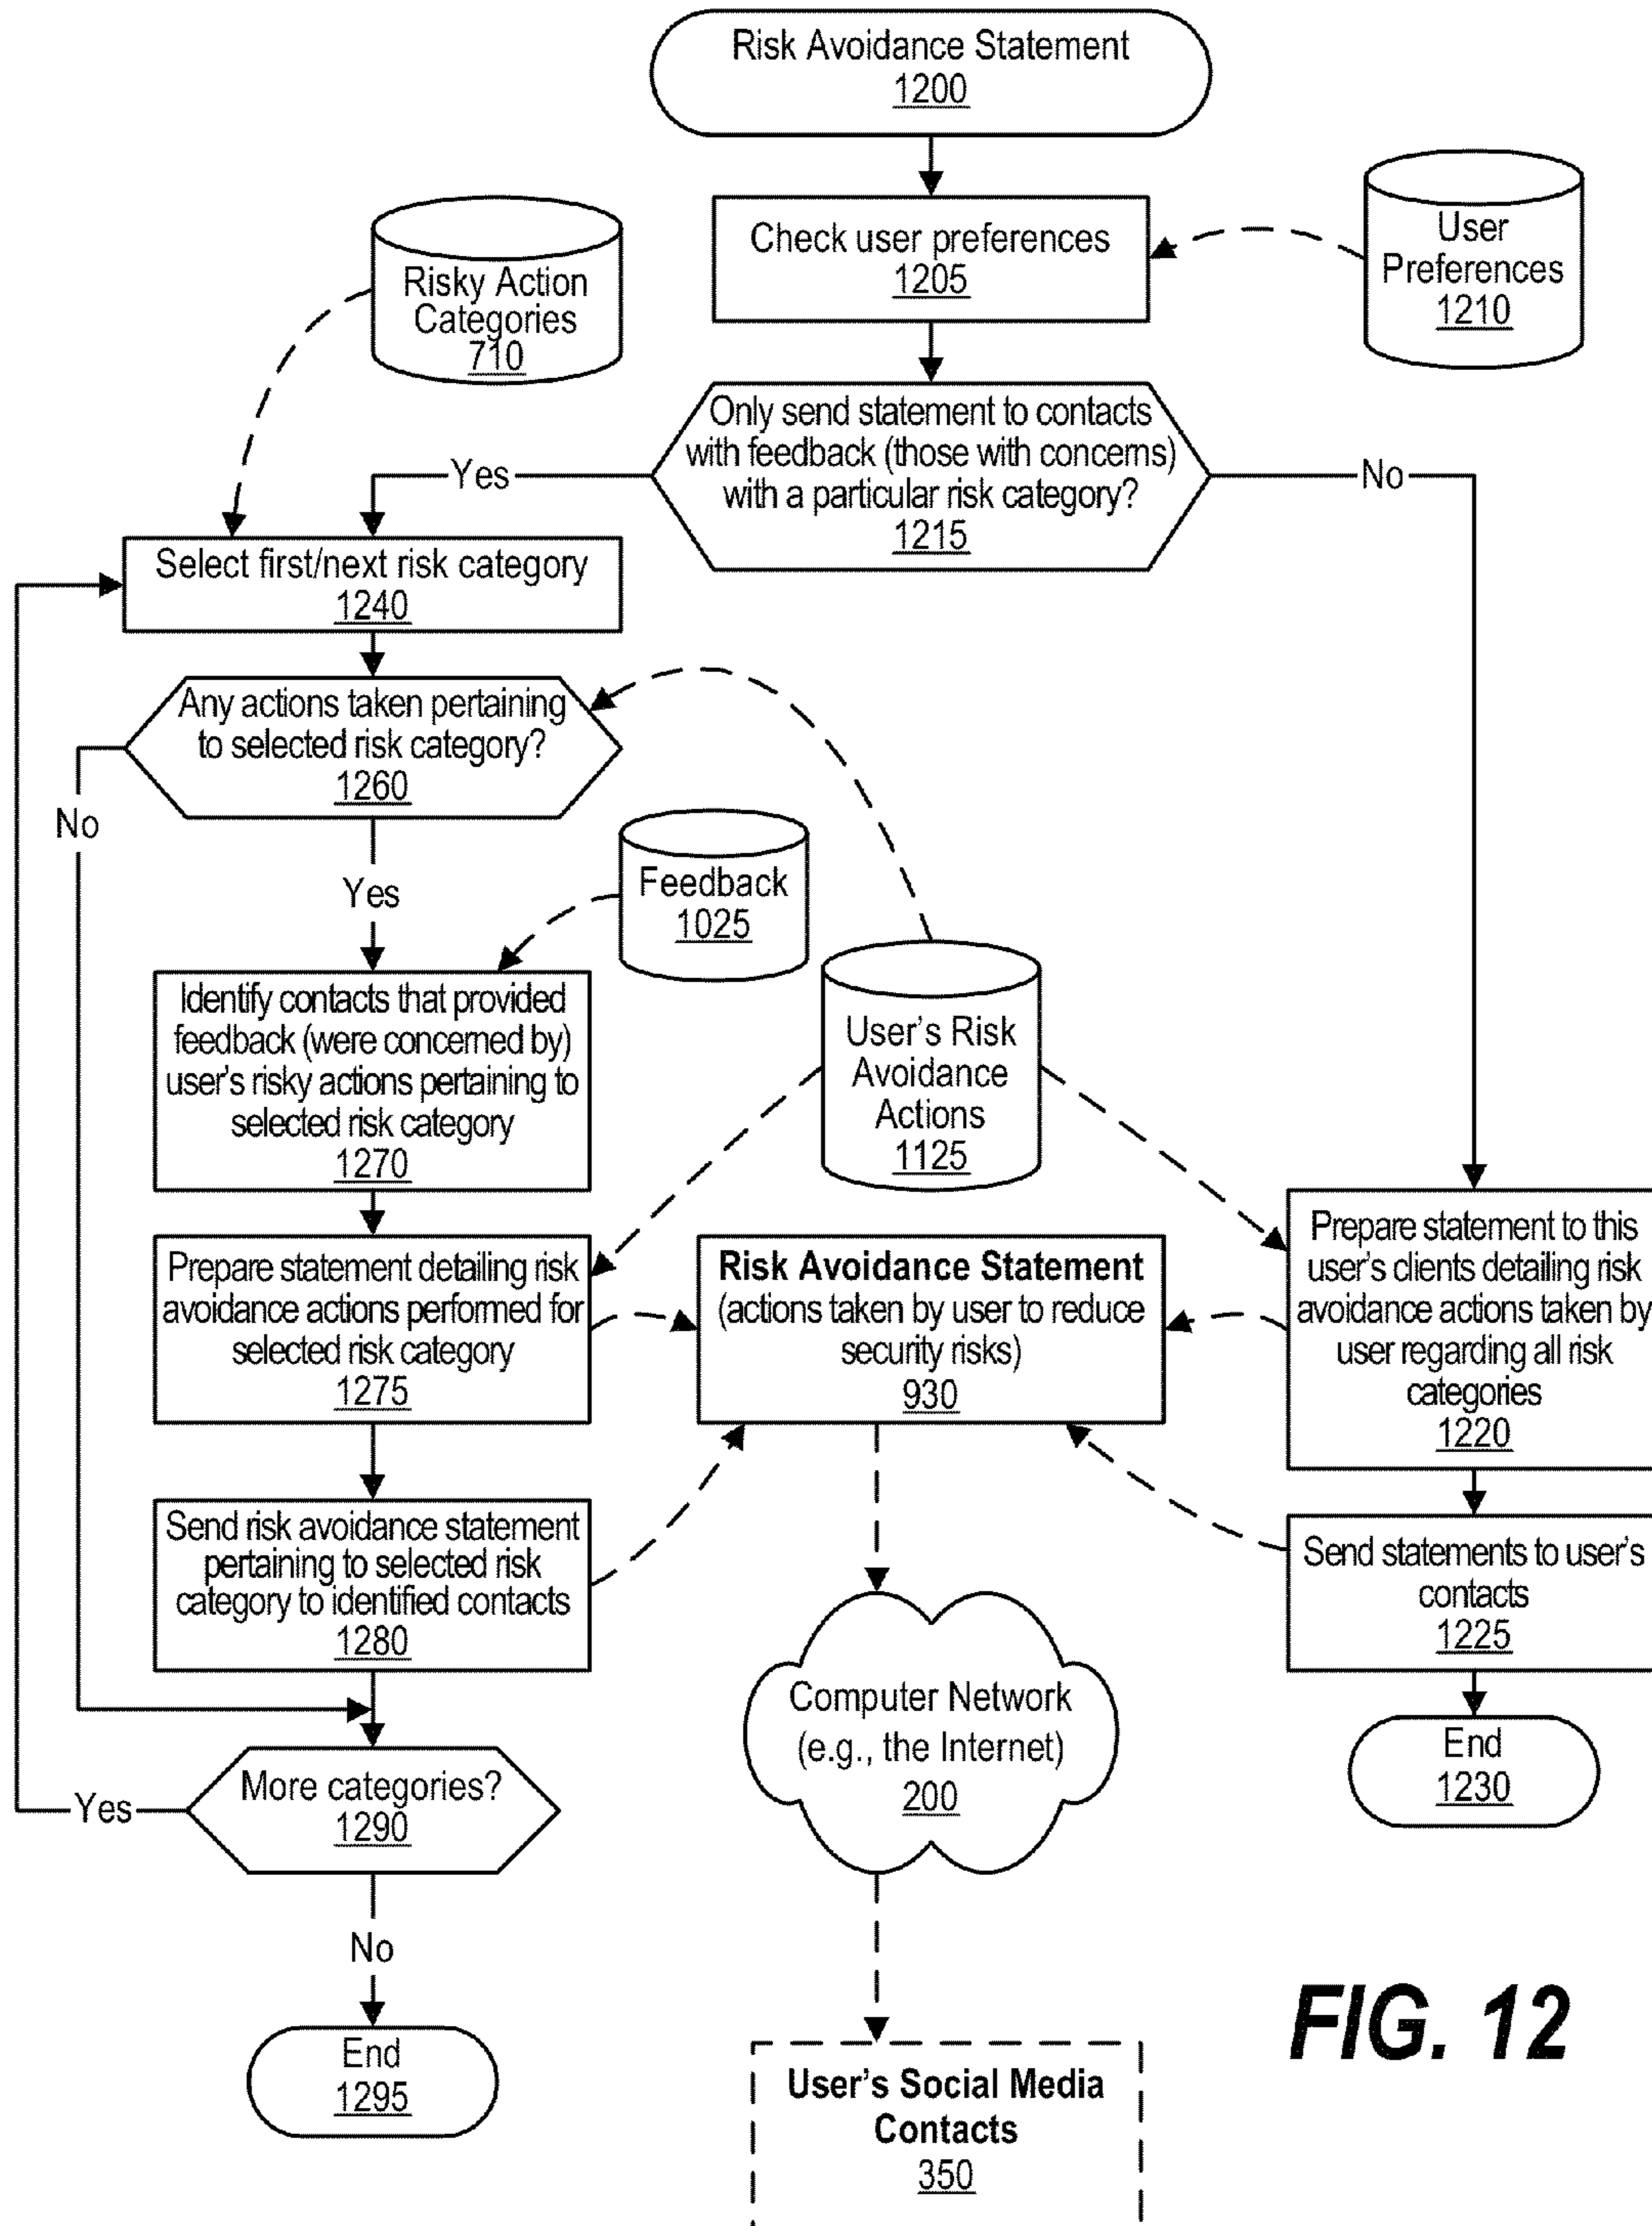 Risk Avoidance Statement
1200
Check user preferences
1205
User
Preferences
1210
Risky Action
Categories
710
Only send statement to contacts
with feedback (those with concerns)
with a particular risk category?
1215
Yes
No
Select first/next risk category
1240
Any actions taken pertaining
to selected risk category?
1260
No
Yes
Feedback
1025
Identify contacts that provided
feedback (were concerned by)
user's risky actions pertaining to
selected risk category
1270
User's Risk
Avoidance
Actions
1125
Prepare statement detailing risk
avoidance actions performed for
selected risk category
1275
Risk Avoidance Statement
(actions taken by user to reduce
security risks)
930
Prepare statement to this
user's clients detailing risk
avoidance actions taken by
user regarding all risk
categories
1220
Send risk avoidance statement
pertaining to selected risk
category to identified contacts
1280
Send statements to user's
contacts
1225
Computer Network
(e.g., the Internet)
200
End
1230
More categories?
1290
Yes
No
End
1295
User's Social Media
Contacts
350
FIG. 12